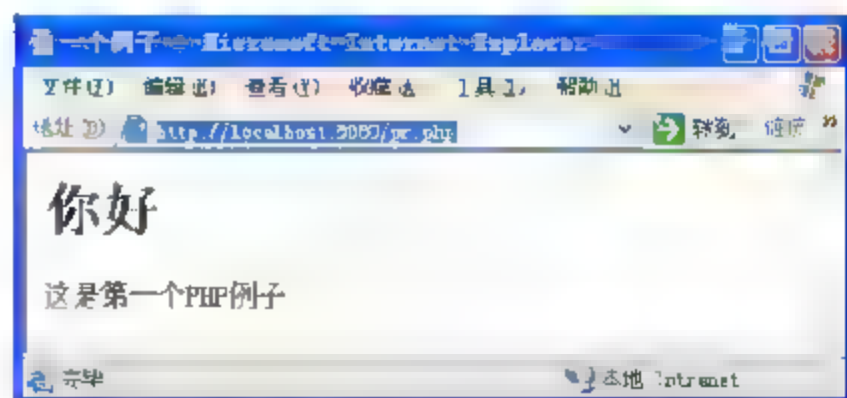 一个例子 - Microsoft Internet Explorer
文件(F) 编辑(E) 查看(V) 收藏(A 工具(T) 帮助(H
地址(D) http://localhost:8080/pr.php 转到 链接 »
你好
这是第一个PHP例子
完毕 本地 Intranet